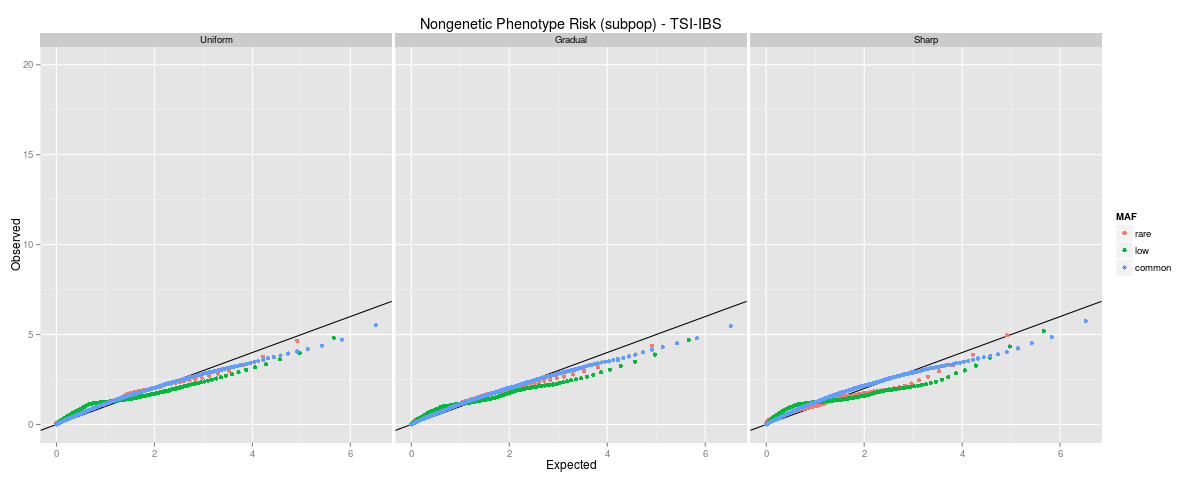 Nongenetic Phenotype Risk (subpop) - TSI-IBS
Uniform
Gradual
Sharp
20
15
10
5
0
Observed
0 2 4 6
0 2 4 6
0 2 4 6
Expected
MAF
rare
low
common